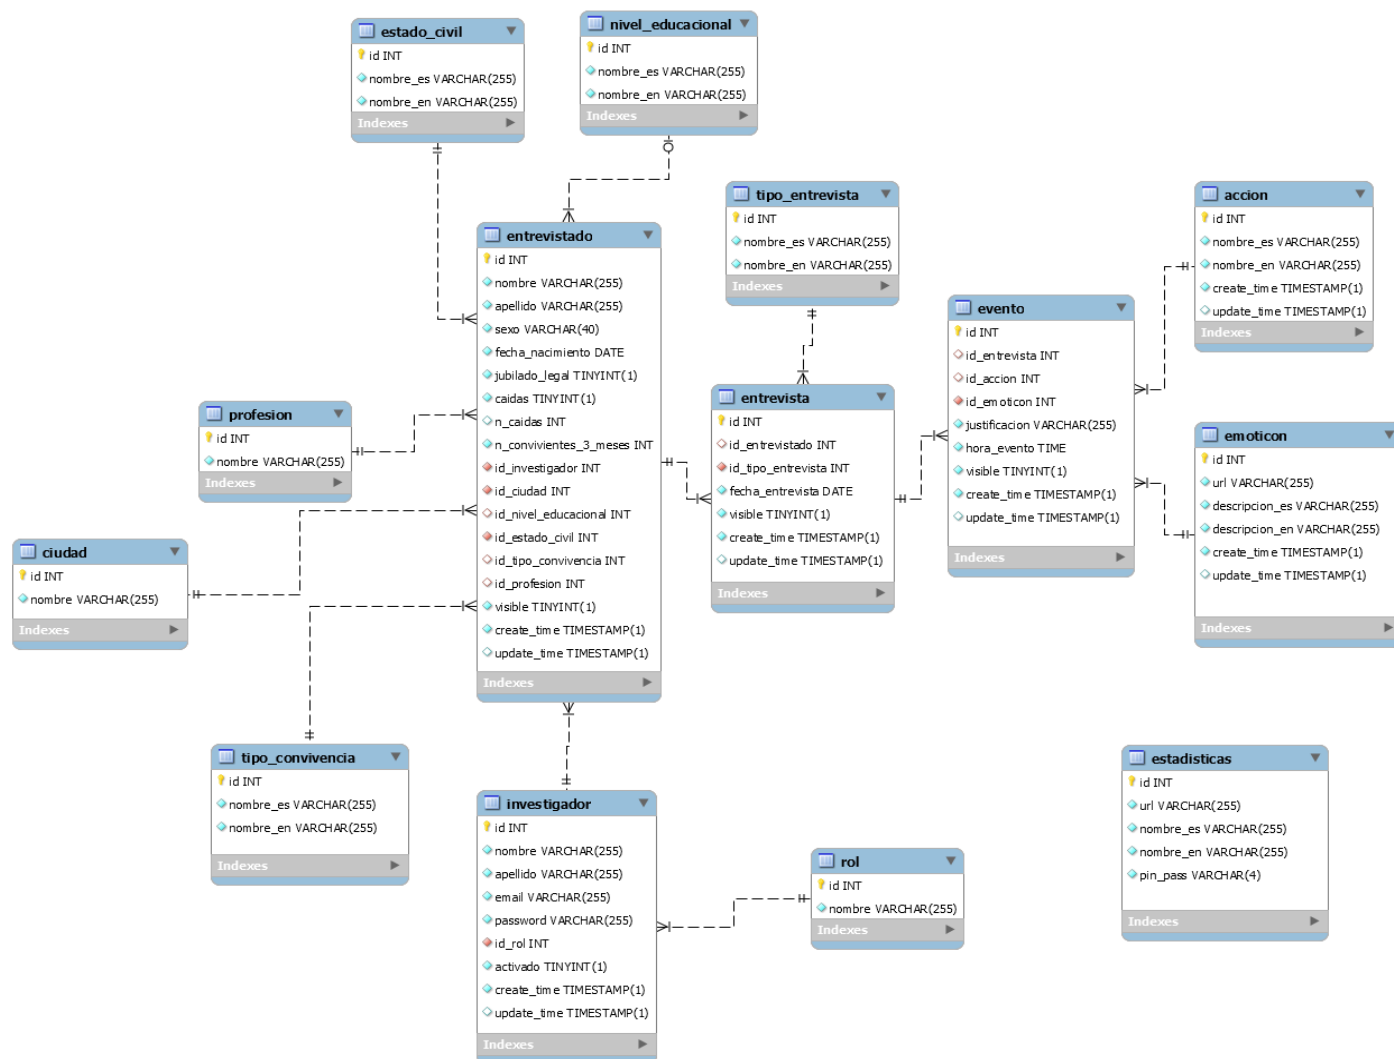 estado_civil
id INT
nombre_es VARCHAR(255)
nombre_en VARCHAR(255)
Indexes
nivel_educacional
id INT
nombre_es VARCHAR(255)
nombre_en VARCHAR(255)
Indexes
tipo_entrevista
id INT
nombre_es VARCHAR(255)
nombre_en VARCHAR(255)
Indexes
accion
id INT
nombre_es VARCHAR(255)
nombre_en VARCHAR(255)
create_time TIMESTAMP(1)
update_time TIMESTAMP(1)
Indexes
entrevistado
id INT
nombre VARCHAR(255)
apellido VARCHAR(255)
sexo VARCHAR(40)
fecha_nacimiento DATE
jubilado_legal TINYINT(1)
caidas TINYINT(1)
n_caidas INT
n_convivientes_3_meses INT
id_investigador INT
id_ciudad INT
id_nivel_educacional INT
id_estado_civil INT
id_tipo_convivencia INT
id_profesion INT
visible TINYINT(1)
create_time TIMESTAMP(1)
update_time TIMESTAMP(1)
Indexes
evento
id INT
id_entrevista INT
id_accion INT
id_emoticon INT
justificacion VARCHAR(255)
hora_evento TIME
visible TINYINT(1)
create_time TIMESTAMP(1)
update_time TIMESTAMP(1)
Indexes
entrevista
id INT
id_entrevistado INT
id_tipo_entrevista INT
fecha_entrevista DATE
visible TINYINT(1)
create_time TIMESTAMP(1)
update_time TIMESTAMP(1)
Indexes
profesion
id INT
nombre VARCHAR(255)
Indexes
emoticon
id INT
url VARCHAR(255)
descripcion_es VARCHAR(255)
descripcion_en VARCHAR(255)
create_time TIMESTAMP(1)
update_time TIMESTAMP(1)
Indexes
ciudad
id INT
nombre VARCHAR(255)
Indexes
tipo_convivencia
id INT
nombre_es VARCHAR(255)
nombre_en VARCHAR(255)
Indexes
estadisticas
id INT
url VARCHAR(255)
nombre_es VARCHAR(255)
nombre_en VARCHAR(255)
pin_pass VARCHAR(4)
Indexes
investigador
id INT
nombre VARCHAR(255)
apellido VARCHAR(255)
email VARCHAR(255)
password VARCHAR(255)
id_rol INT
activado TINYINT(1)
create_time TIMESTAMP(1)
update_time TIMESTAMP(1)
Indexes
rol
id INT
nombre VARCHAR(255)
Indexes